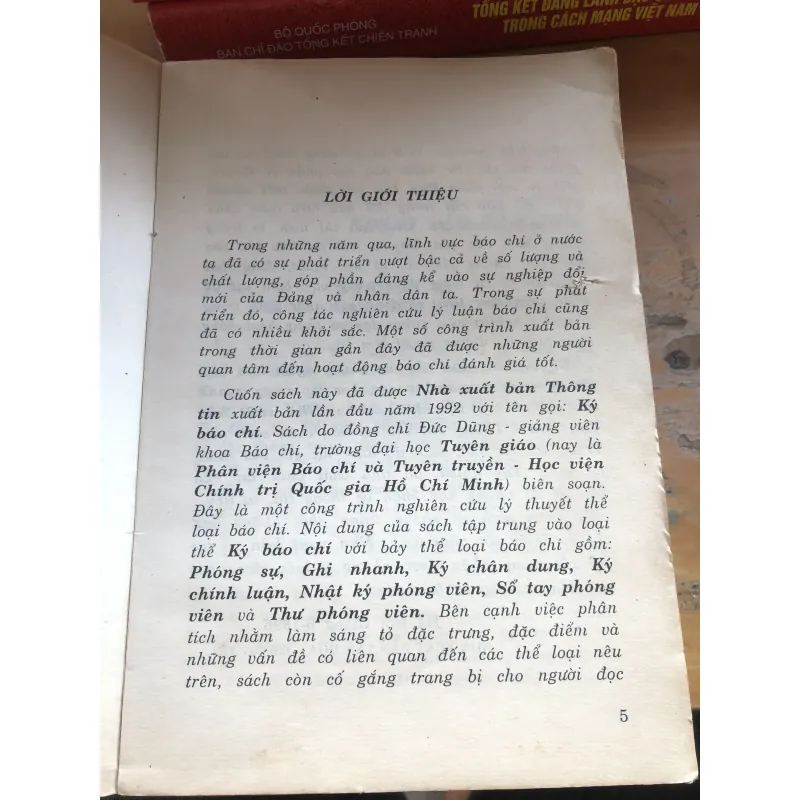 BỘ QUỐC PHÒNG
BAN CHỈ ĐẠO TỔNG KẾT CHIẾN TRANH
TỔNG KẾT ĐẢNG LÃNH ĐẠO
TRONG CÁCH MẠNG VIỆT NAM
LỜI GIỚI THIỆU
Trong những năm qua, lĩnh vực báo chí ở nước
ta đã có sự phát triển vượt bậc cả về số lượng và
chất lượng, góp phần đáng kể vào sự nghiệp đổi
mới của Đảng và nhân dân ta. Trong sự phát
triển đó, công tác nghiên cứu lý luận báo chí cũng
đã có nhiều khởi sắc. Một số công trình xuất bản
trong thời gian gần đây đã được những người
quan tâm đến hoạt động báo chí đánh giá tốt.
Cuốn sách này đã được Nhà xuất bản Thông
tin xuất bản lần đầu năm 1992 với tên gọi: Ký
báo chí. Sách do đồng chí Đức Dũng - giảng viên
khoa Báo chí, trường đại học Tuyên giáo (nay là
Phân viện Báo chí và Tuyên truyền - Học viện
Chính trị Quốc gia Hồ Chí Minh) biên soạn.
Đây là một công trình nghiên cứu lý thuyết thể
loại báo chí. Nội dung của sách tập trung vào loại
thể Ký báo chí với bảy thể loại báo chí gồm:
Phóng sự, Ghi nhanh, Ký chân dung, Ký
chính luận, Nhật ký phóng viên, Sổ tay phóng
viên và Thư phóng viên. Bên cạnh việc phân
tích nhằm làm sáng tỏ đặc trưng, đặc điểm và
những vấn đề có liên quan đến các thể loại nêu
trên, sách còn cố gắng trang bị cho người đọc
5